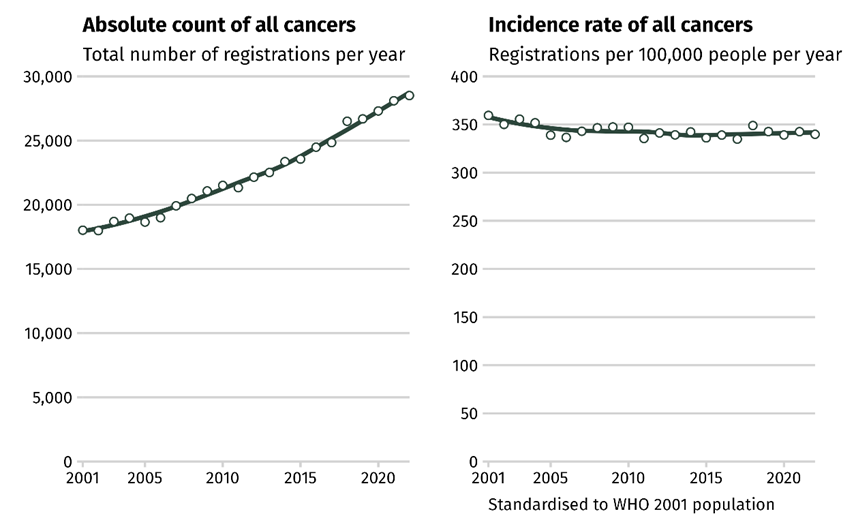 Absolute count of all cancers
Total number of registrations per year
30,000
25,000
20,000
15,000
10,000
5,000
0
2001 2005 2010 2015 2020
Incidence rate of all cancers
Registrations per 100,000 people per year
400
350
300
250
200
150
100
50
0
2001 2005 2010 2015 2020
Standardised to WHO 2001 population